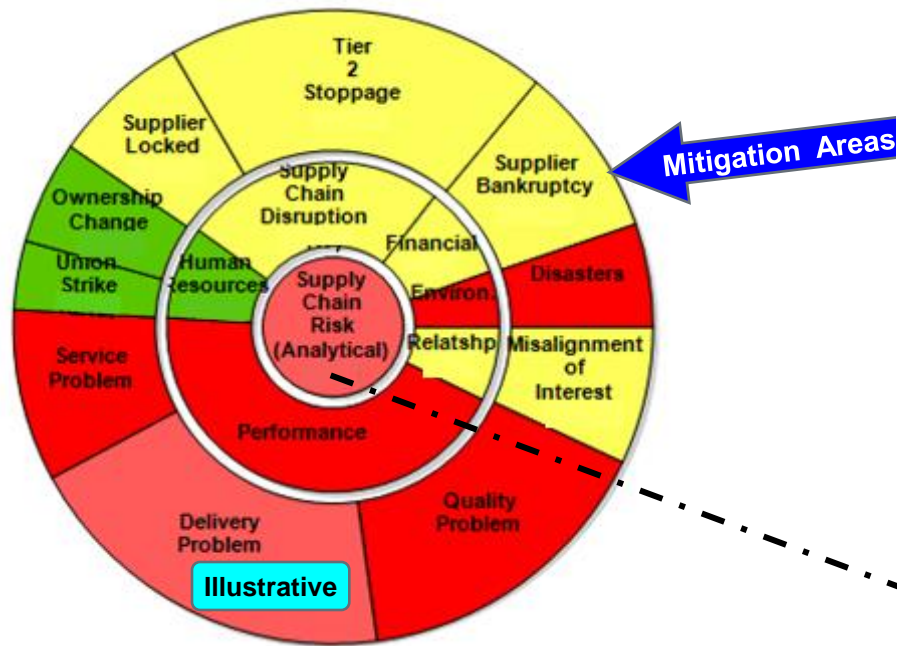 Tier
2
Stoppage
Supplier
Locked
Supplier
Bankruptcy
Mitigation Areas
Ownership
Change
Supply
Chain
Disruption
Financial
Union
Strike
Human
Resources
Supply
Chain
Risk
(Analytical)
Environ.
Disasters
Relatshp
Misalignment
of
Interest
Service
Problem
Performance
Quality
Problem
Delivery
Problem
Illustrative